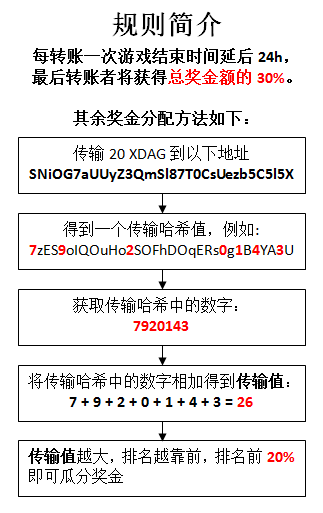 规则简介
每转账一次游戏结束时间延后 24h，
最后转账者将获得总奖金额的 30%。
其余奖金分配方法如下：
传输 20 XDAG 到以下地址
SNiOG7aUUyZ3QmSl87T0CsUezb5C5l5X
得到一个传输哈希值，例如:
7zES9oIQOuHo2SOFhDOqERs0g1B4YA3U
获取传输哈希中的数字：
7920143
将传输哈希中的数字相加得到传输值：
7 + 9 + 2 + 0 + 1 + 4 + 3 = 26
传输值越大，排名越靠前，排名前 20%
即可瓜分奖金